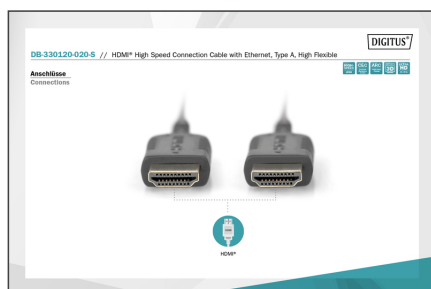 DIGITUS®
DB-330120-020-S // HDMI® High Speed Connection Cable with Ethernet, Type A, High Flexible
Anschlüsse
Connections
HDMI®